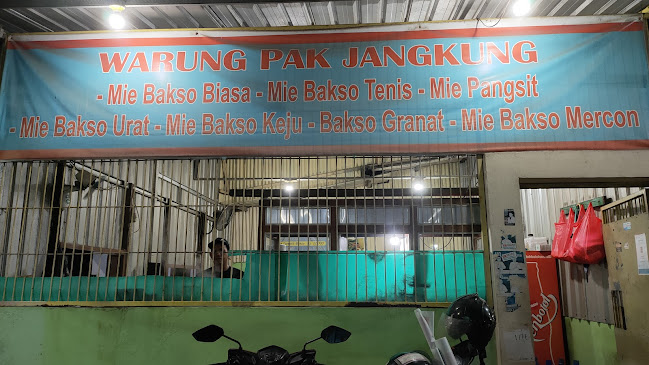 WARUNG PAK JANGKUNG
- Mie Bakso Biasa - Mie Bakso Tenis - Mie Pangsit
- Mie Bakso Urat - Mie Bakso Keju - Bakso Granat - Mie Bakso Mercon